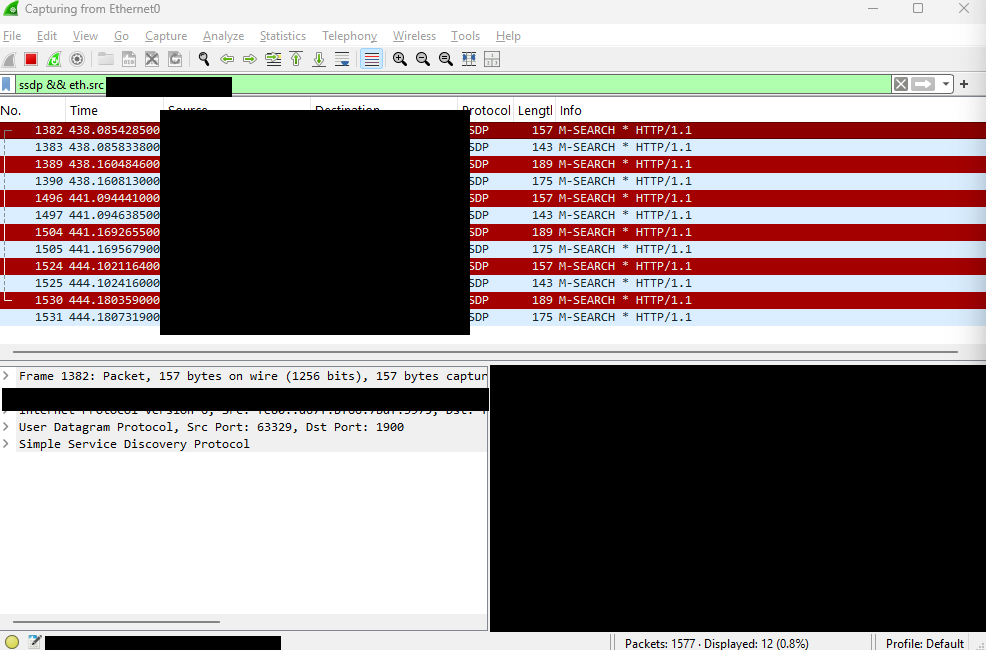 Capturing from Ethernet0
File Edit View Go Capture Analyze Statistics Telephony Wireless Tools Help
ssdp && eth.src
No. Time Source Destination Protocol Lengtl Info
1382 438.085428500 SDP 157 M-SEARCH * HTTP/1.1
1383 438.085833800 SDP 143 M-SEARCH * HTTP/1.1
1389 438.160484600 SDP 189 M-SEARCH * HTTP/1.1
1390 438.160813000 SDP 175 M-SEARCH * HTTP/1.1
1496 441.094441000 SDP 157 M-SEARCH * HTTP/1.1
1497 441.094638500 SDP 143 M-SEARCH * HTTP/1.1
1504 441.169265500 SDP 189 M-SEARCH * HTTP/1.1
1505 441.169567900 SDP 175 M-SEARCH * HTTP/1.1
1524 444.102116400 SDP 157 M-SEARCH * HTTP/1.1
1525 444.102416000 SDP 143 M-SEARCH * HTTP/1.1
1530 444.180359000 SDP 189 M-SEARCH * HTTP/1.1
1531 444.180731900 SDP 175 M-SEARCH * HTTP/1.1
Frame 1382: Packet, 157 bytes on wire (1256 bits), 157 bytes captur
Internet Protocol Version 6, Src:
User Datagram Protocol, Src Port: 63329, Dst Port: 1900
Simple Service Discovery Protocol
Packets: 1577 · Displayed: 12 (0.8%) Profile: Default